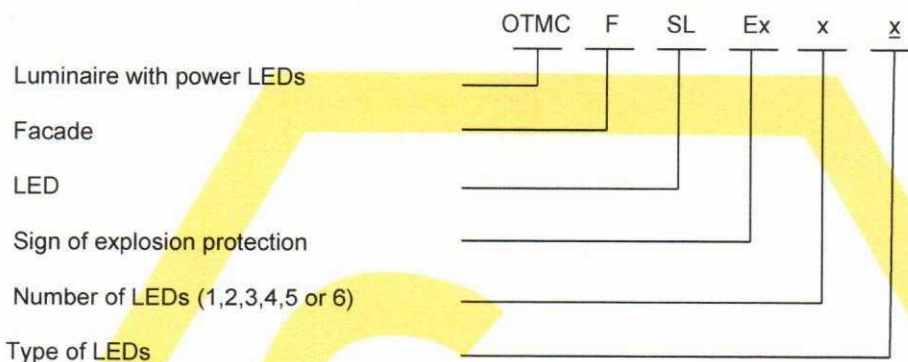 OTMC F SL Ex x x
Luminaire with power LEDs
Facade
LED
Sign of explosion protection
Number of LEDs (1,2,3,4,5 or 6)
Type of LEDs